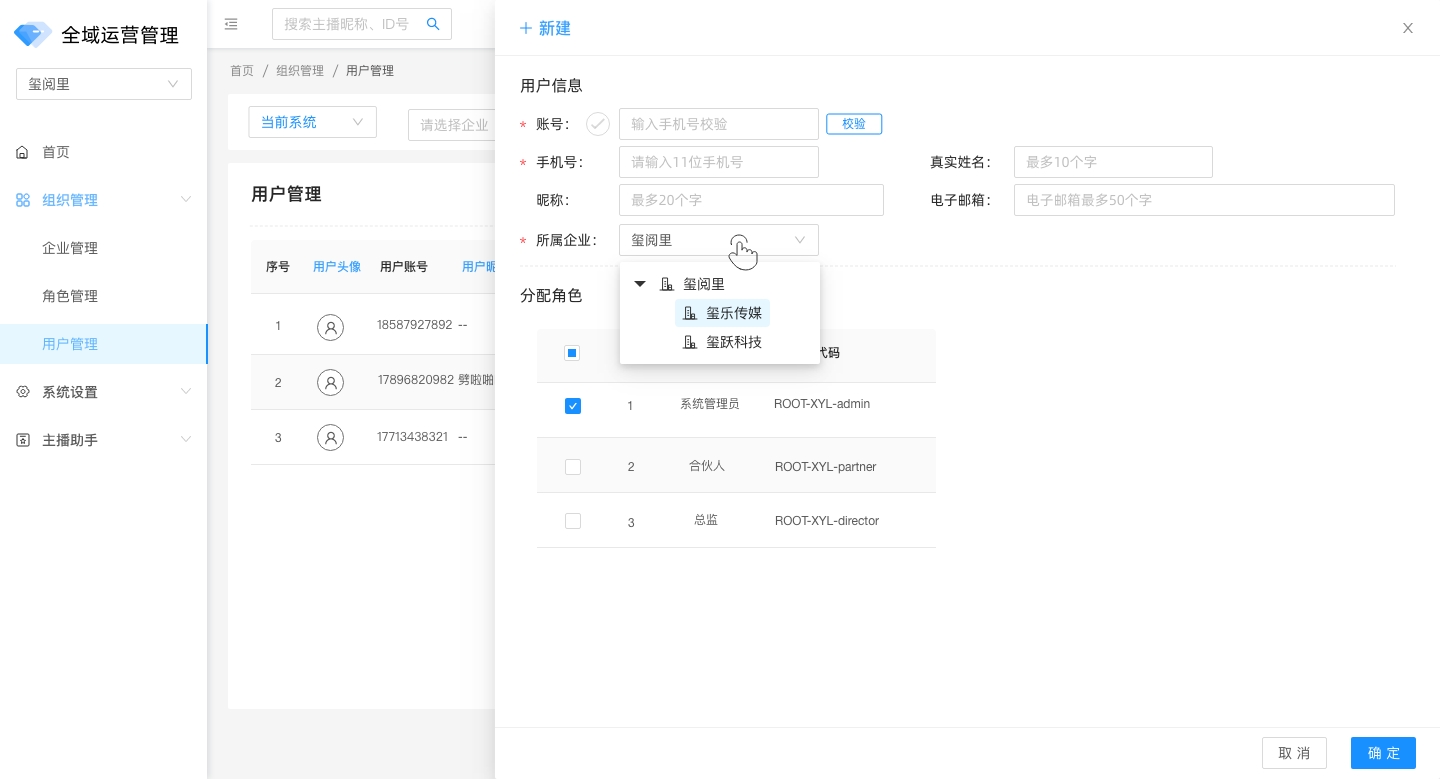 全域运营管理
玺阅里
首页
组织管理
企业管理
角色管理
用户管理
系统设置
主播助手
搜索主播昵称、ID号
首页 / 组织管理 / 用户管理
当前系统
请选择企业
用户管理
序号 用户头像 用户账号 用户昵
1 18587927892 --
2 17896820982 劈啦啪
3 17713438321 --
+ 新建
X
用户信息
* 账号: 输入手机号校验 校验
* 手机号: 请输入11位手机号 真实姓名: 最多10个字
昵称: 最多20个字 电子邮箱: 电子邮箱最多50个字
* 所属企业: 玺阅里
玺阅里
玺乐传媒
玺跃科技
分配角色
代码
1 系统管理员 ROOT-XYL-admin
2 合伙人 ROOT-XYL-partner
3 总监 ROOT-XYL-director
取 消 确 定